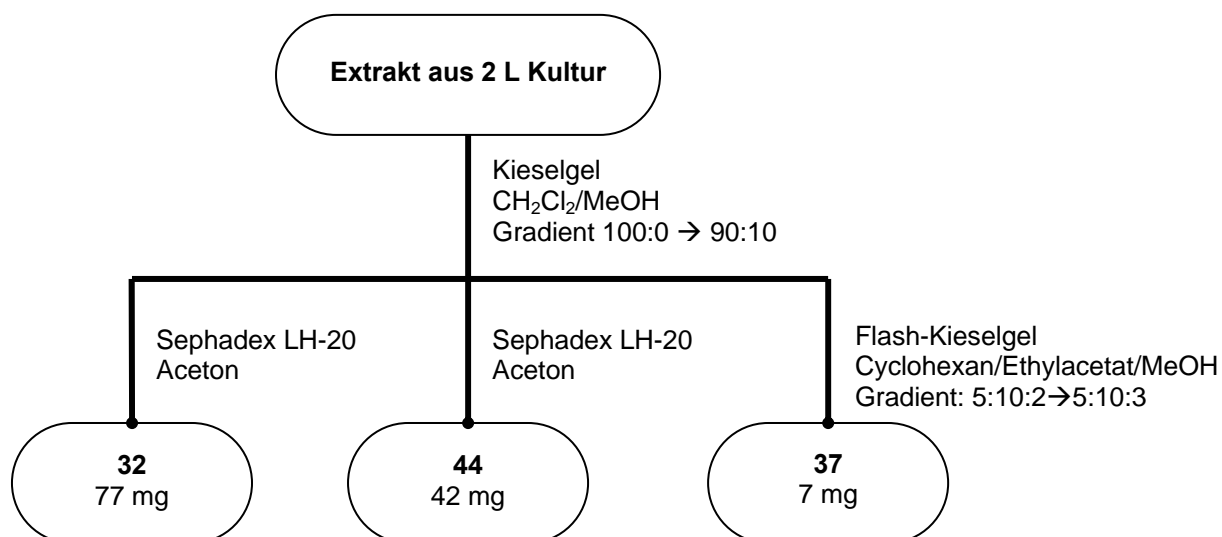 Extrakt aus 2 L Kultur
Kieselgel
CH₂Cl₂/MeOH
Gradient 100:0 → 90:10
Sephadex LH-20
Aceton
Sephadex LH-20
Aceton
Flash-Kieselgel
Cyclohexan/Ethylacetat/MeOH
Gradient: 5:10:2→5:10:3
32
77 mg
44
42 mg
37
7 mg